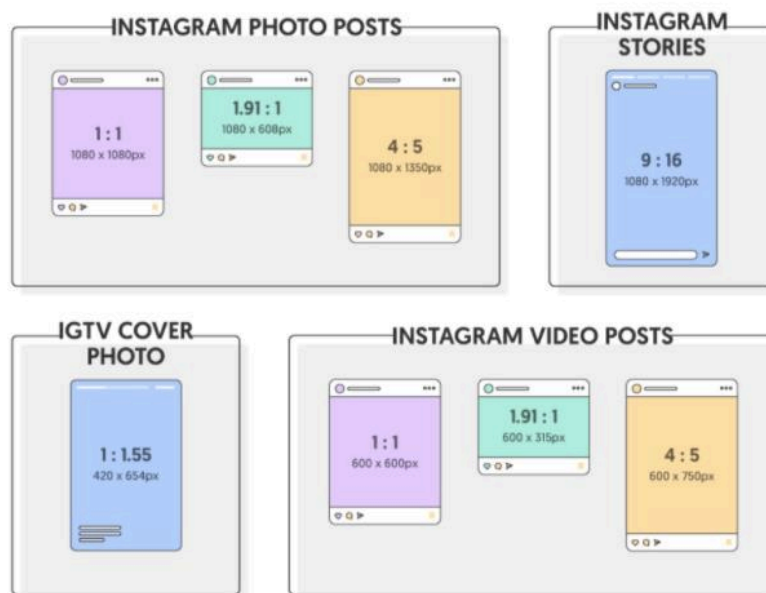 INSTAGRAM PHOTO POSTS
1 : 1
1080 x 1080px
1.91 : 1
1080 x 608px
4 : 5
1080 x 1350px
INSTAGRAM
STORIES
9 : 16
1080 x 1920px
IGTV COVER
PHOTO
1 : 1.55
420 x 654px
INSTAGRAM VIDEO POSTS
1 : 1
600 x 600px
1.91 : 1
600 x 315px
4 : 5
600 x 750px